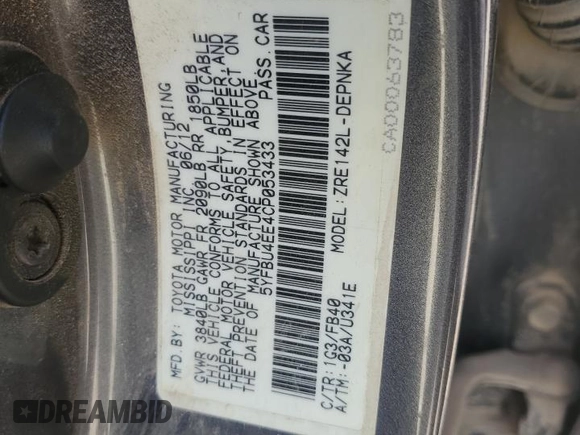 MFD. BY: TOYOTA MOTOR MANUFACTURING
MISSISSIPPI INC. 06/12
GVWR 3840LB GAWR FR 2090LB RR 1850LB
THIS VEHICLE CONFORMS TO ALL APPLICABLE
FEDERAL MOTOR VEHICLE SAFETY, BUMPER, AND
THEFT PREVENTION STANDARDS IN EFFECT ON
THE DATE OF MANUFACTURE SHOWN ABOVE.
5YFBU4EE4CP053433 PASS. CAR
C/TR: 1G3/FB40 MODEL: ZRE142L-DEPNKA
A/TM: -03A/U341E
CA00063783
DREAMBID